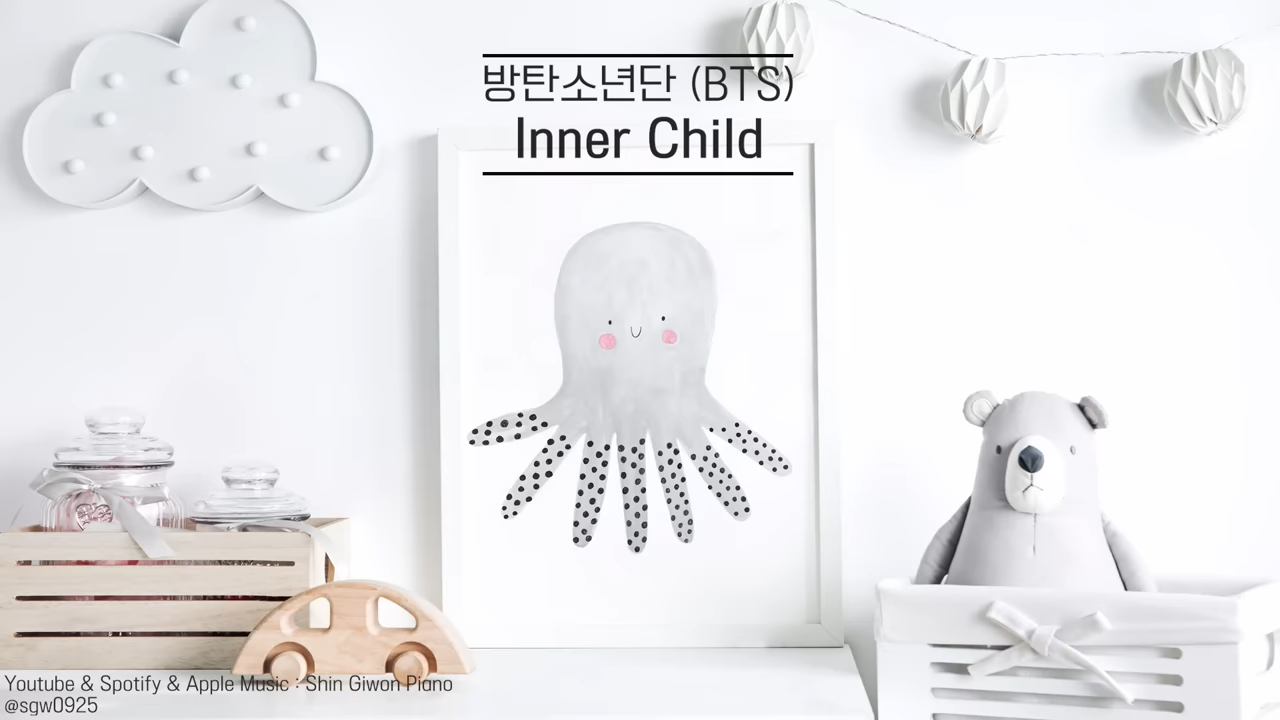 방탄소년단 (BTS)
Inner Child
Youtube & Spotify & Apple Music : Shin Giwon Piano
@sgw0925